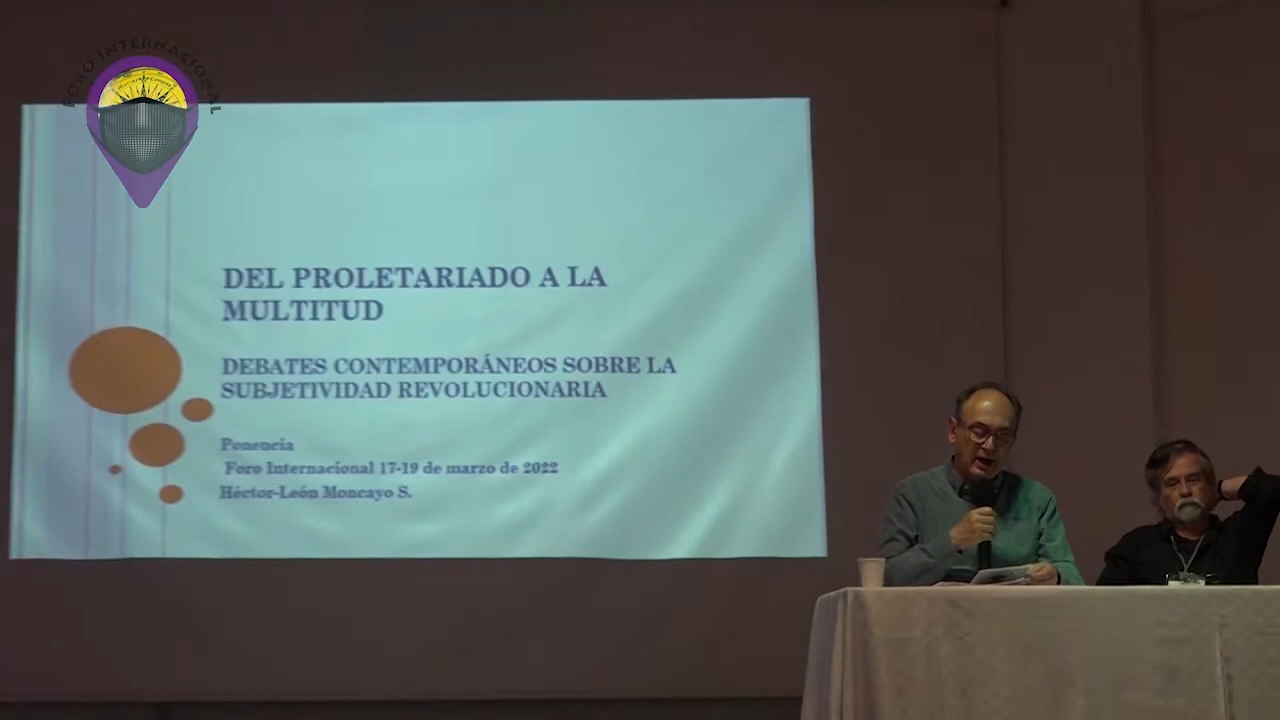 FORO INTERNACIONAL
DEL PROLETARIADO A LA
MULTITUD
DEBATES CONTEMPORÁNEOS SOBRE LA
SUBJETIVIDAD REVOLUCIONARIA
Ponencia
Foro Internacional 17-19 de marzo de 2022
Héctor-León Moncayo S.